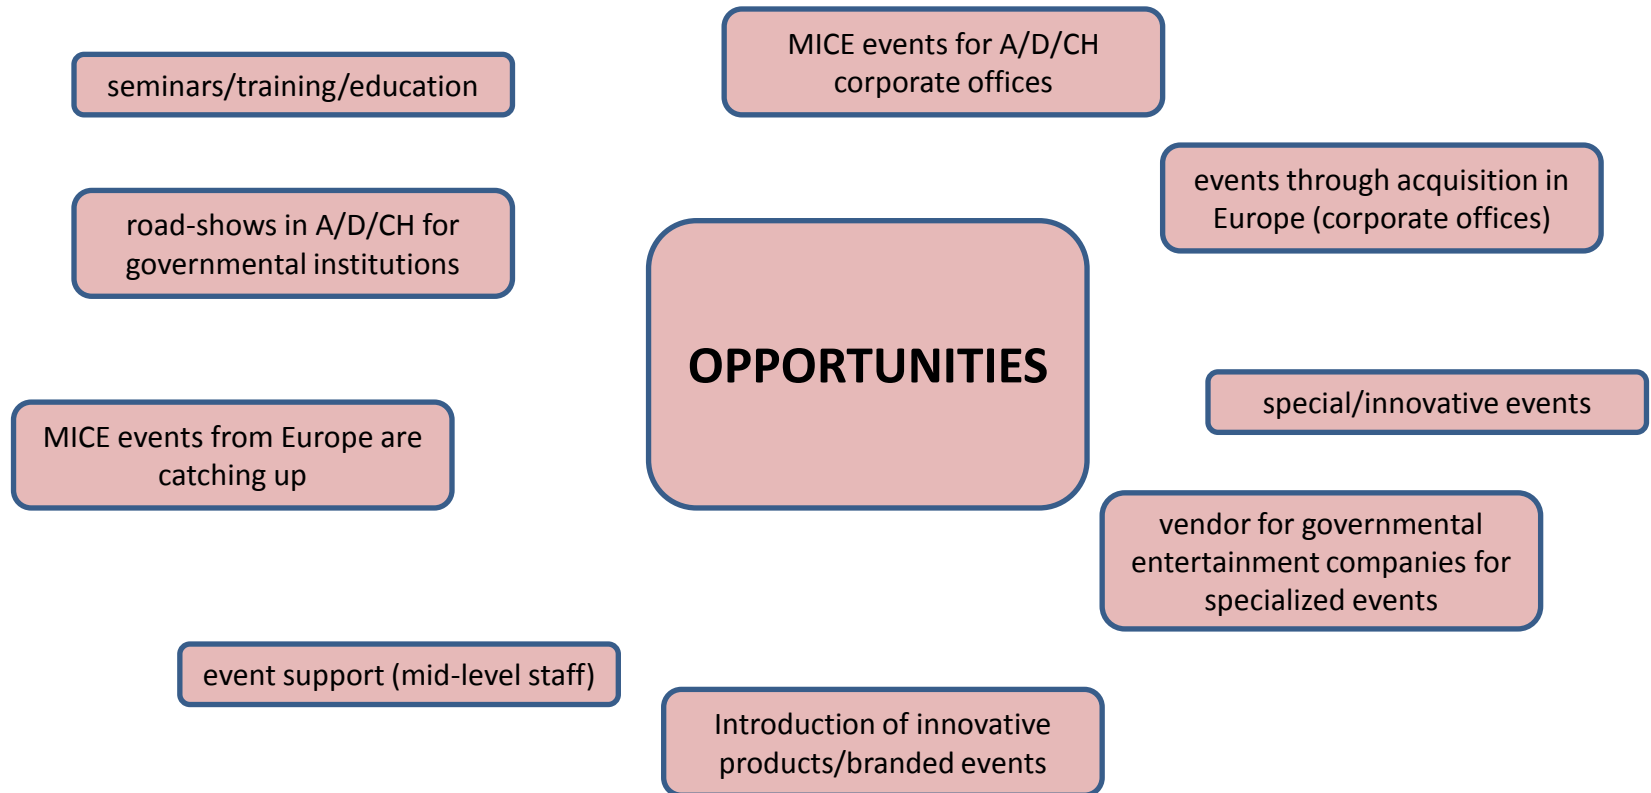 MICE events for A/D/CH
corporate offices
seminars/training/education
events through acquisition in
Europe (corporate offices)
road-shows in A/D/CH for
governmental institutions
OPPORTUNITIES
special/innovative events
MICE events from Europe are
catching up
vendor for governmental
entertainment companies for
specialized events
event support (mid-level staff)
Introduction of innovative
products/branded events